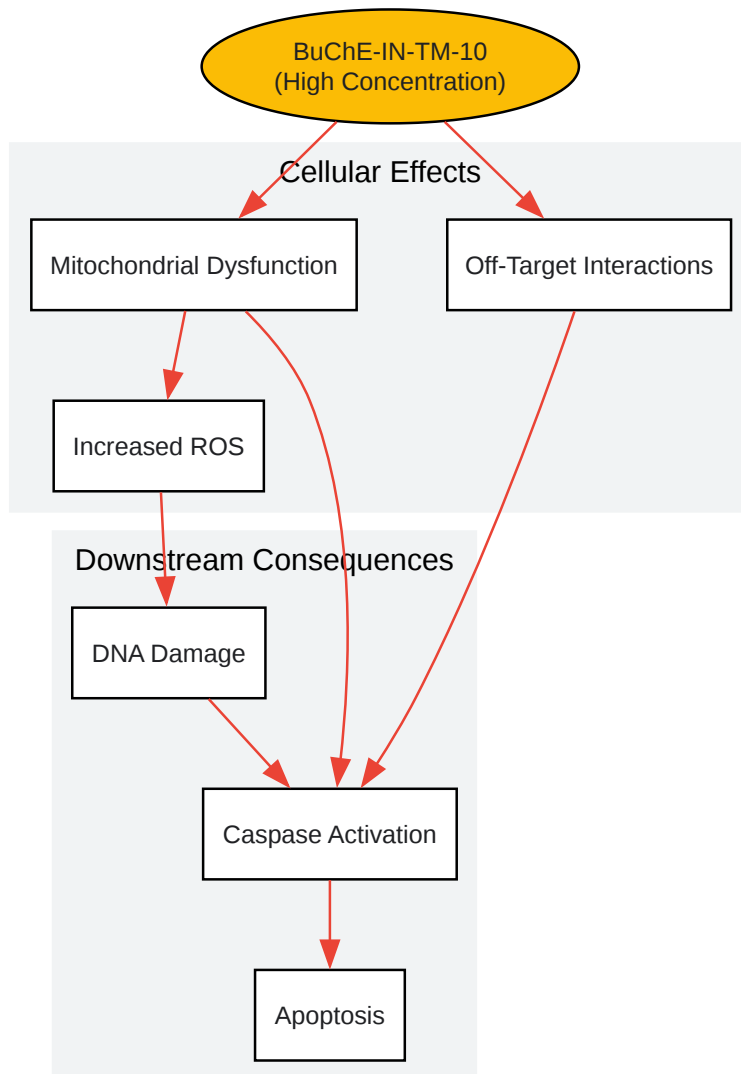 BuChE-IN-TM-10
(High Concentration)
Cellular Effects
Mitochondrial Dysfunction
Off-Target Interactions
Increased ROS
Downstream Consequences
DNA Damage
Caspase Activation
Apoptosis